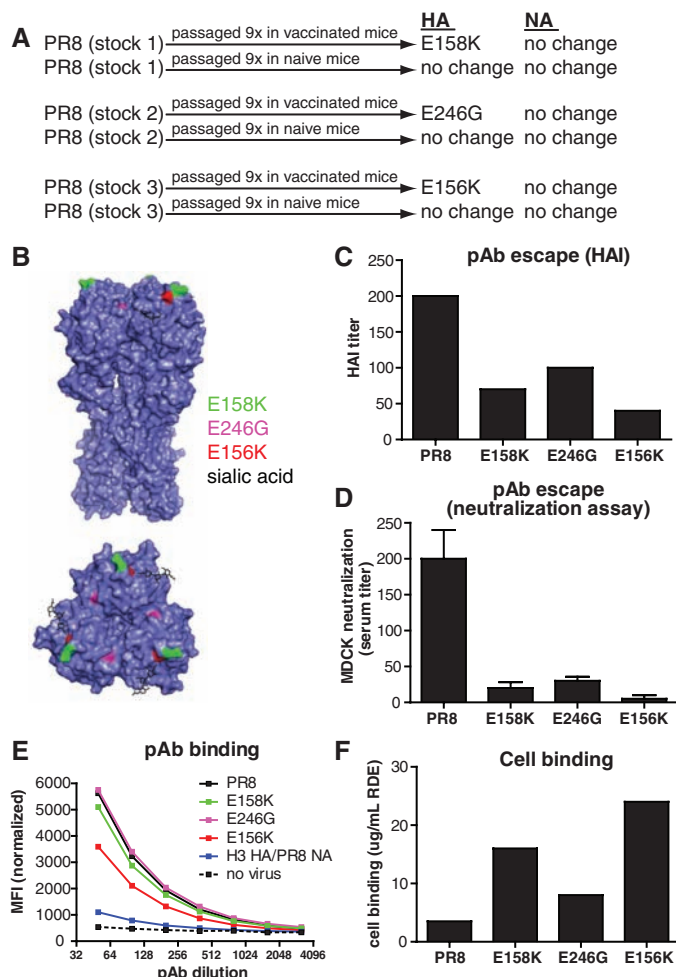 A
HA NA
PR8 (stock 1) passaged 9x in vaccinated mice E158K no change
PR8 (stock 1) passaged 9x in naive mice no change no change
PR8 (stock 2) passaged 9x in vaccinated mice E246G no change
PR8 (stock 2) passaged 9x in naive mice no change no change
PR8 (stock 3) passaged 9x in vaccinated mice E156K no change
PR8 (stock 3) passaged 9x in naive mice no change no change
B
E158K
E246G
E156K
sialic acid
C
pAb escape (HAI)
HAI titer
250
200
150
100
50
0
PR8 E158K E246G E156K
D
pAb escape
(neutralization assay)
MDCK neutralization
(serum titer)
250
200
150
100
50
0
PR8 E158K E246G E156K
E
pAb binding
MFI (normalized)
6000
5000
4000
3000
2000
1000
0
PR8
E158K
E246G
E156K
H3 HA/PR8 NA
no virus
32 64 128 256 512 1024 2048 4096
pAb dilution
F
Cell binding
cell binding (ug/mL RDE)
30
20
10
0
PR8 E158K E246G E156K